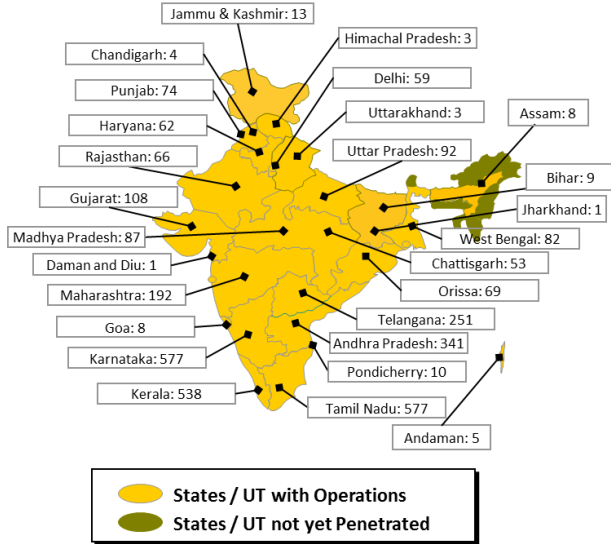 Jammu & Kashmir: 13
Himachal Pradesh: 3
Chandigarh: 4
Delhi: 59
Punjab: 74
Uttarakhand: 3
Assam: 8
Haryana: 62
Uttar Pradesh: 92
Rajasthan: 66
Bihar: 9
Gujarat: 108
Jharkhand: 1
Madhya Pradesh: 87
West Bengal: 82
Daman and Diu: 1
Chattisgarh: 53
Maharashtra: 192
Orissa: 69
Goa: 8
Telangana: 251
Karnataka: 577
Andhra Pradesh: 341
Pondicherry: 10
Kerala: 538
Tamil Nadu: 577
Andaman: 5
States / UT with Operations
States / UT not yet Penetrated